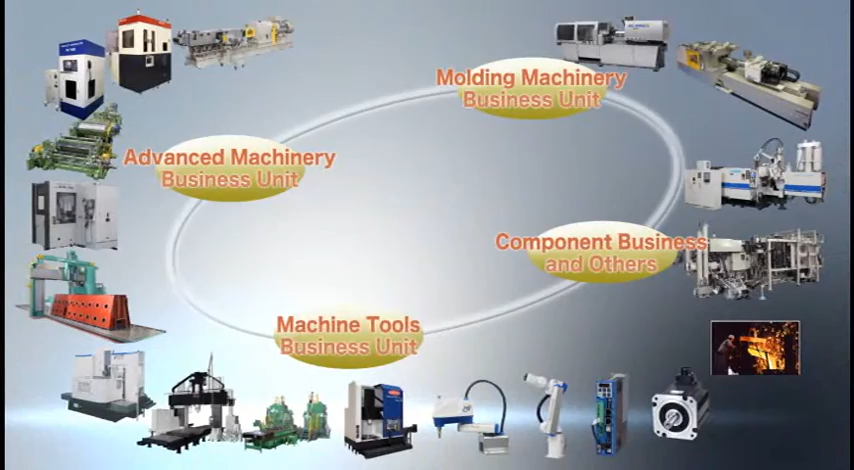 Molding Machinery
Business Unit
Advanced Machinery
Business Unit
Component Business
and Others
Machine Tools
Business Unit